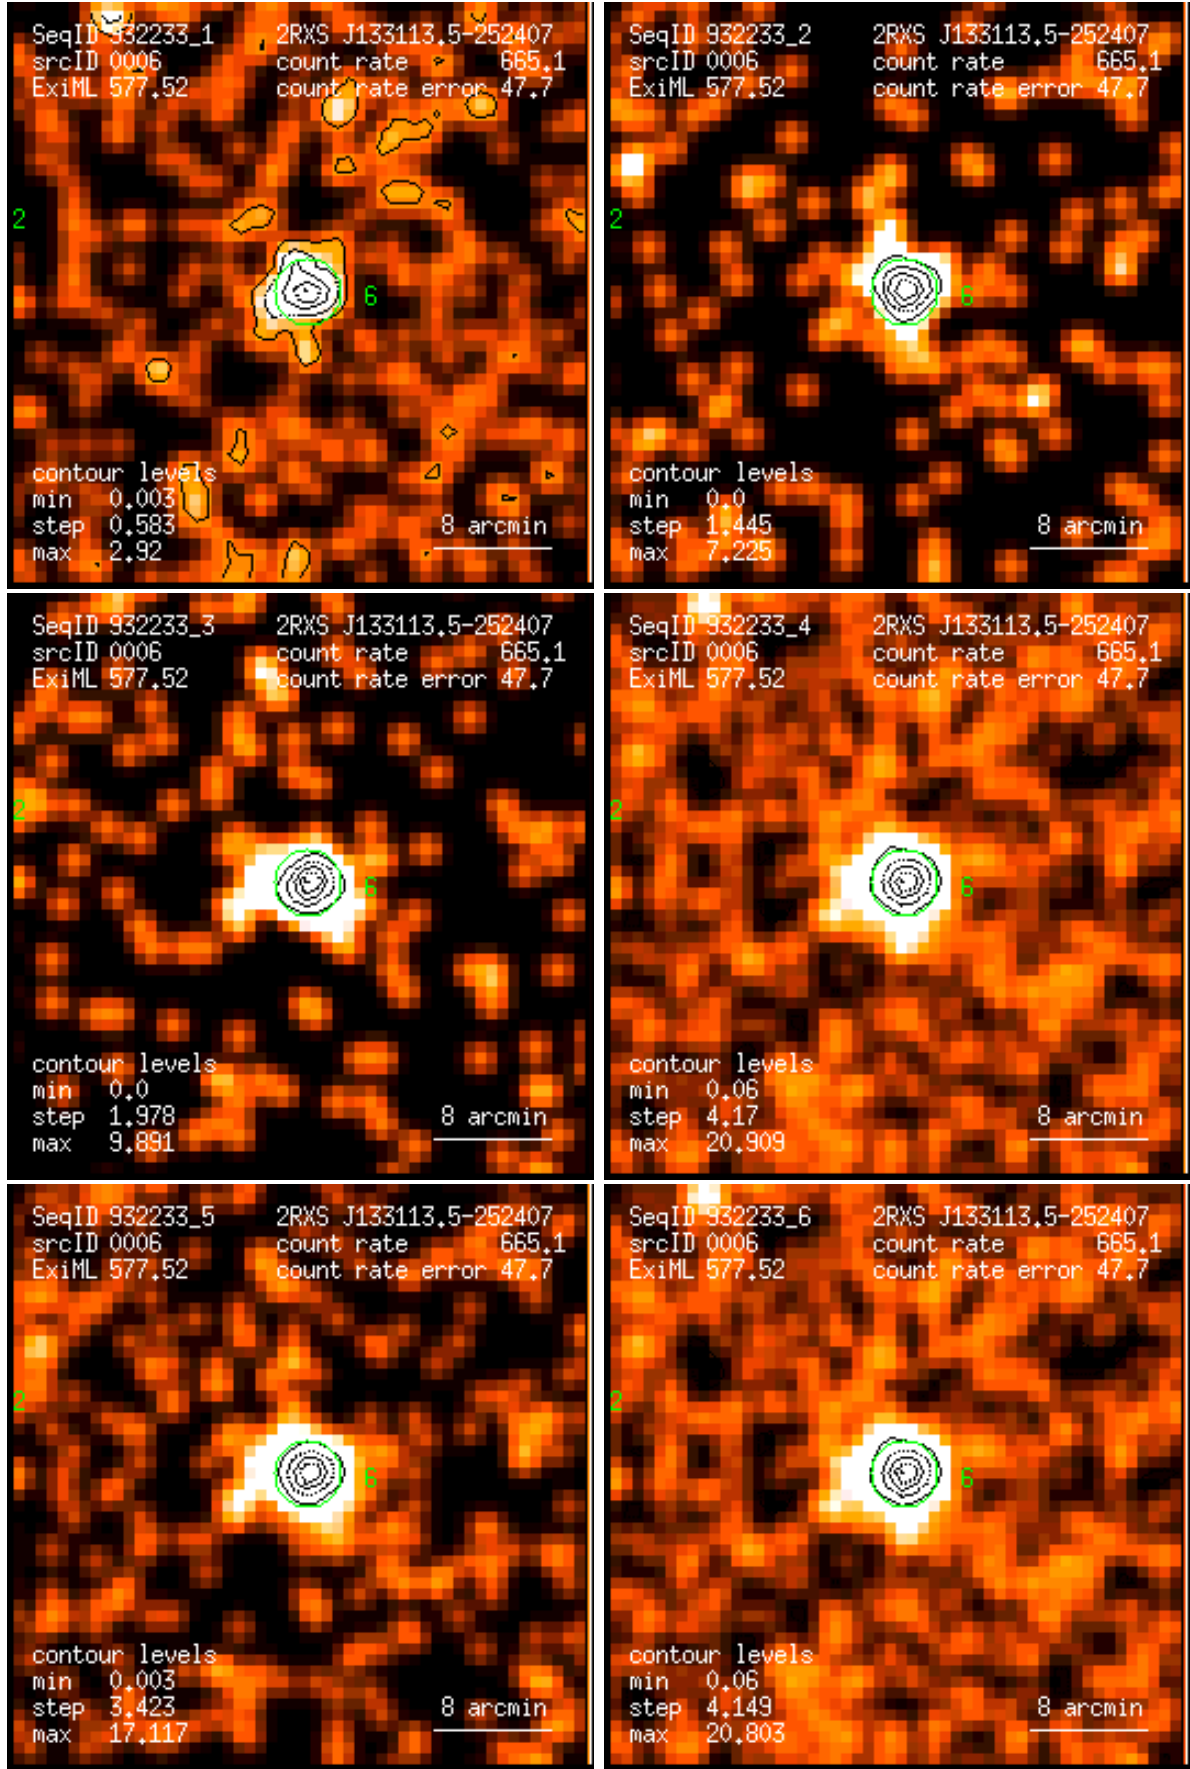 SeqID 932233_1 2RXS J133113.5-252407
srcID 0006 count rate 665.1
ExiML 577.52 count rate error 47.7
2
6
contour levels
min 0.003
step 0.583 8 arcmin
max 2.92
SeqID 932233_2 2RXS J133113.5-252407
srcID 0006 count rate 665.1
ExiML 577.52 count rate error 47.7
2
6
contour levels
min 0.0
step 1.445 8 arcmin
max 7.225
SeqID 932233_3 2RXS J133113.5-252407
srcID 0006 count rate 665.1
ExiML 577.52 count rate error 47.7
2
6
contour levels
min 0.0
step 1.978 8 arcmin
max 9.891
SeqID 932233_4 2RXS J133113.5-252407
srcID 0006 count rate 665.1
ExiML 577.52 count rate error 47.7
2
6
contour levels
min 0.06
step 4.17 8 arcmin
max 20.909
SeqID 932233_5 2RXS J133113.5-252407
srcID 0006 count rate 665.1
ExiML 577.52 count rate error 47.7
2
6
contour levels
min 0.003
step 3.423 8 arcmin
max 17.117
SeqID 932233_6 2RXS J133113.5-252407
srcID 0006 count rate 665.1
ExiML 577.52 count rate error 47.7
2
6
contour levels
min 0.06
step 4.149 8 arcmin
max 20.803